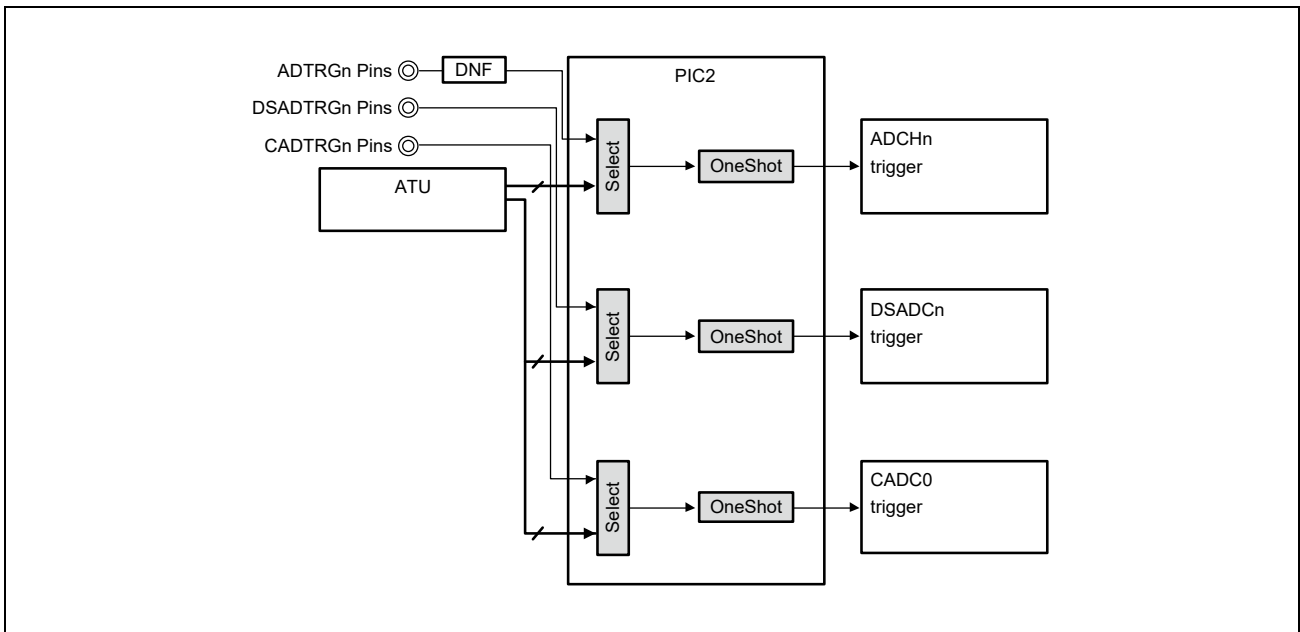 ADTRGn Pins
DNF
PIC2
DSADTRGn Pins
CADTRGn Pins
ATU
Select
OneShot
ADCHn
trigger
Select
OneShot
DSADCn
trigger
Select
OneShot
CADC0
trigger